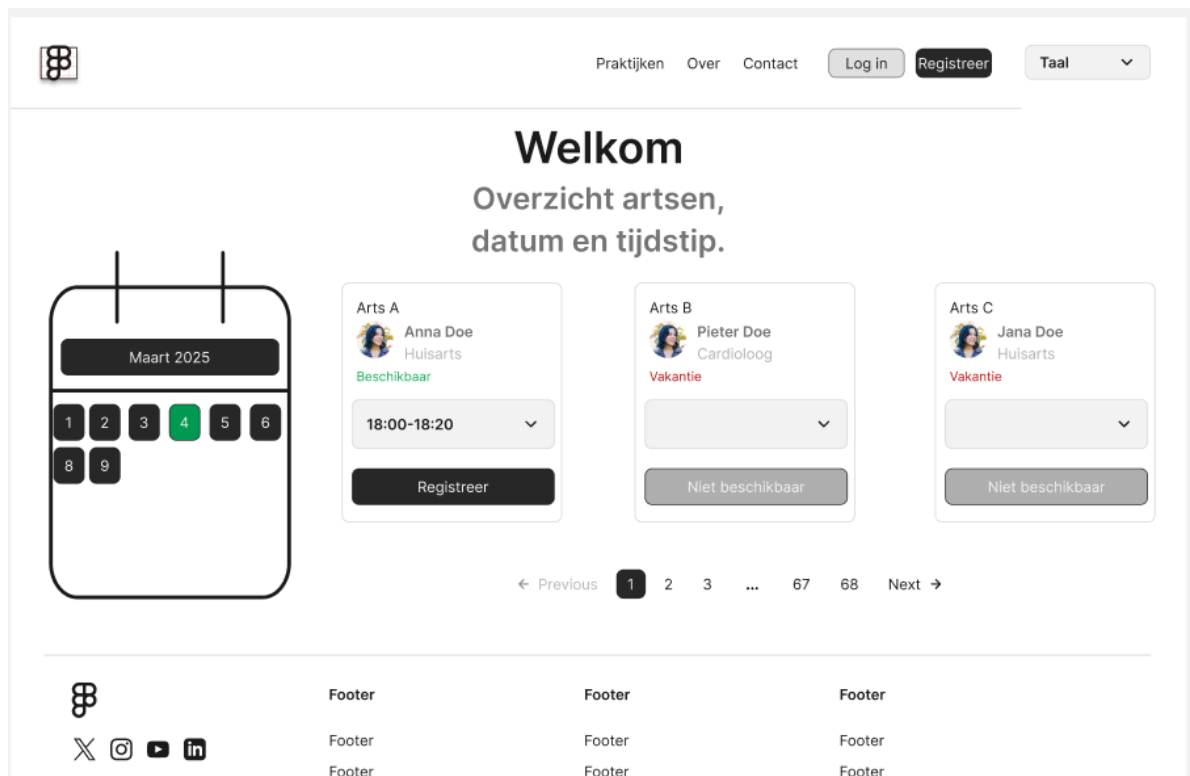 Praktijken Over Contact Log in Registreer Taal
Welkom
Overzicht artsen,
datum en tijdstip.
Maart 2025
1 2 3 4 5 6
8 9
Arts A
Anna Doe
Huisarts
Beschikbaar
18:00-18:20
Registreer
Arts B
Pieter Doe
Cardioloog
Vakantie
Niet beschikbaar
Arts C
Jana Doe
Huisarts
Vakantie
Niet beschikbaar
← Previous 1 2 3 ... 67 68 Next →
Footer Footer Footer
Footer Footer Footer
Footer Footer Footer